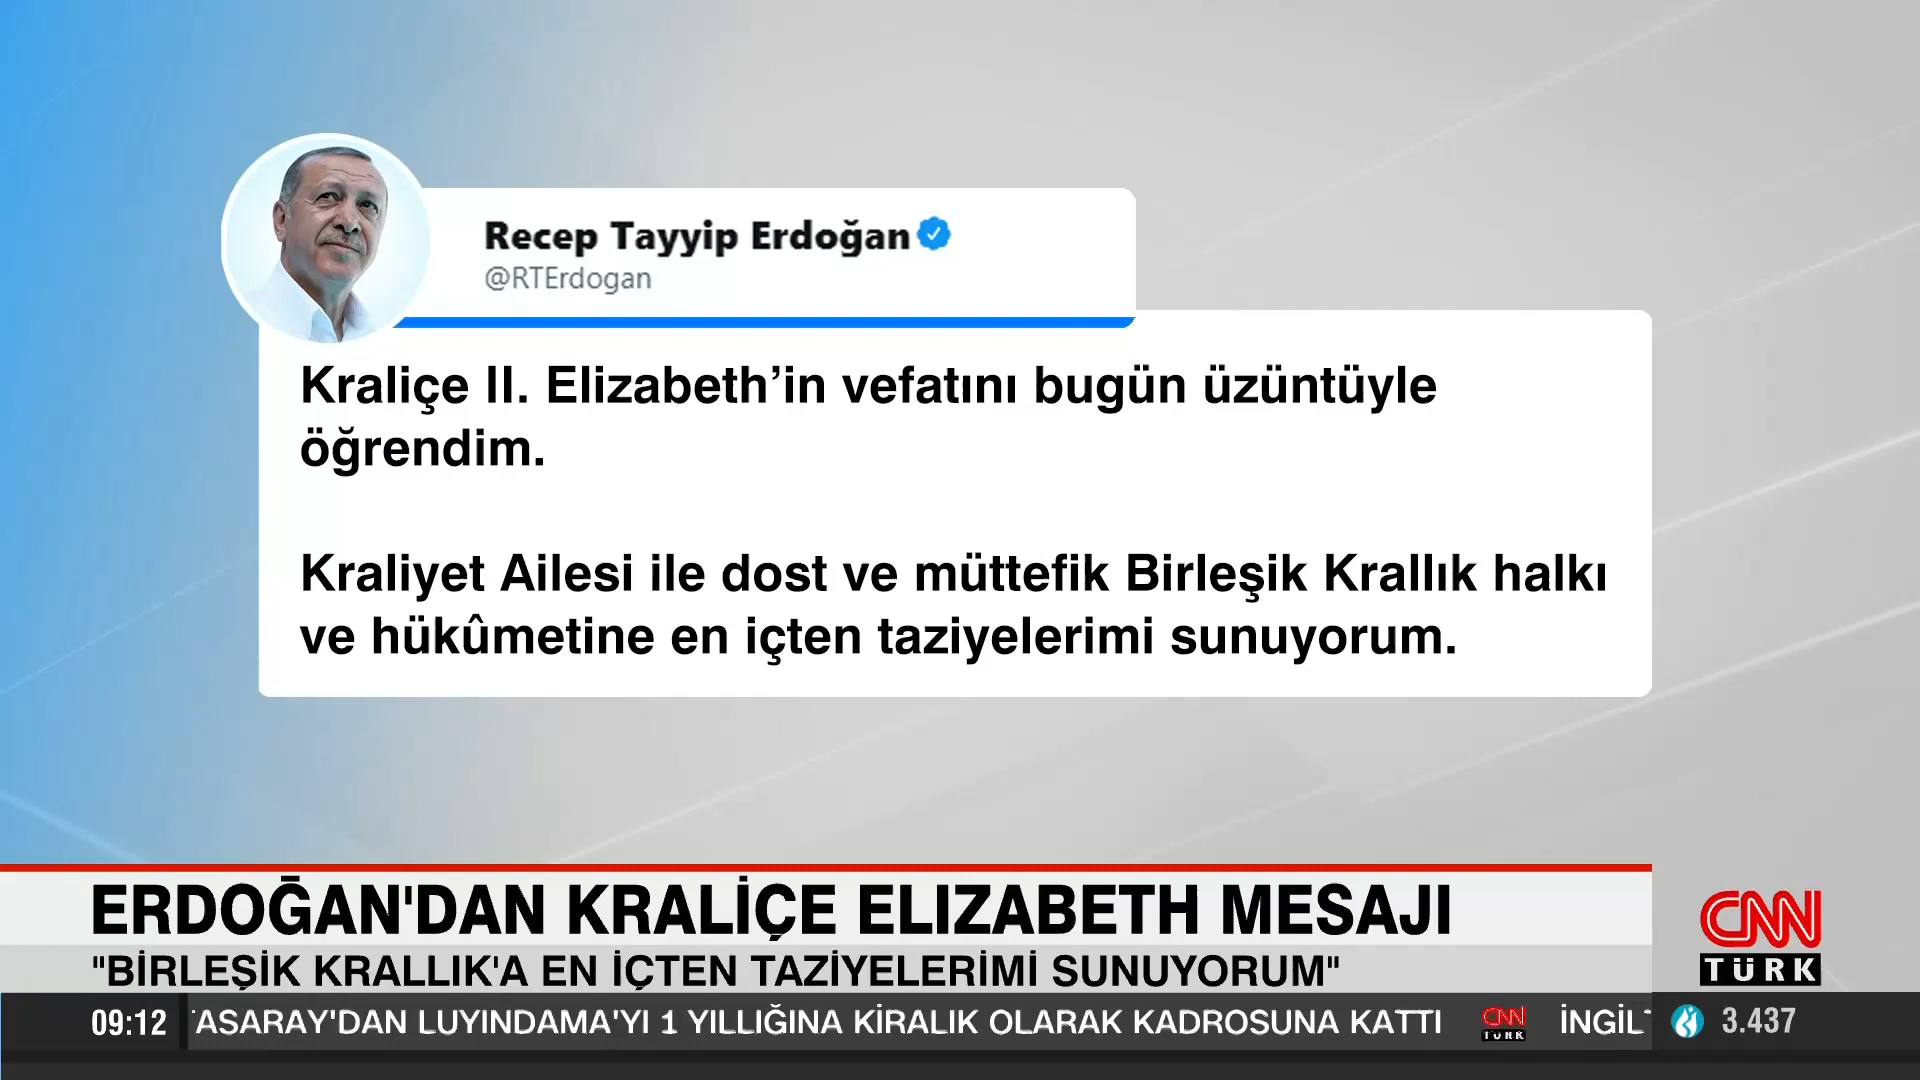 Recep Tayyip Erdoğan
@RTErdogan
Kraliçe II. Elizabeth’in vefatını bugün üzüntüyle
öğrendim.
Kraliyet Ailesi ile dost ve müttefik Birleşik Krallık halkı
ve hükûmetine en içten taziyelerimi sunuyorum.
ERDOĞAN'DAN KRALİÇE ELIZABETH MESAJI
"BİRLEŞİK KRALLIK'A EN İÇTEN TAZİYELERİMİ SUNUYORUM"
CNN
TÜRK
09:12 ASARAY'DAN LUYINDAMA'YI 1 YILLIĞINA KİRALIK OLARAK KADROSUNA KATTI CNN TÜRK İNGİL 3.437